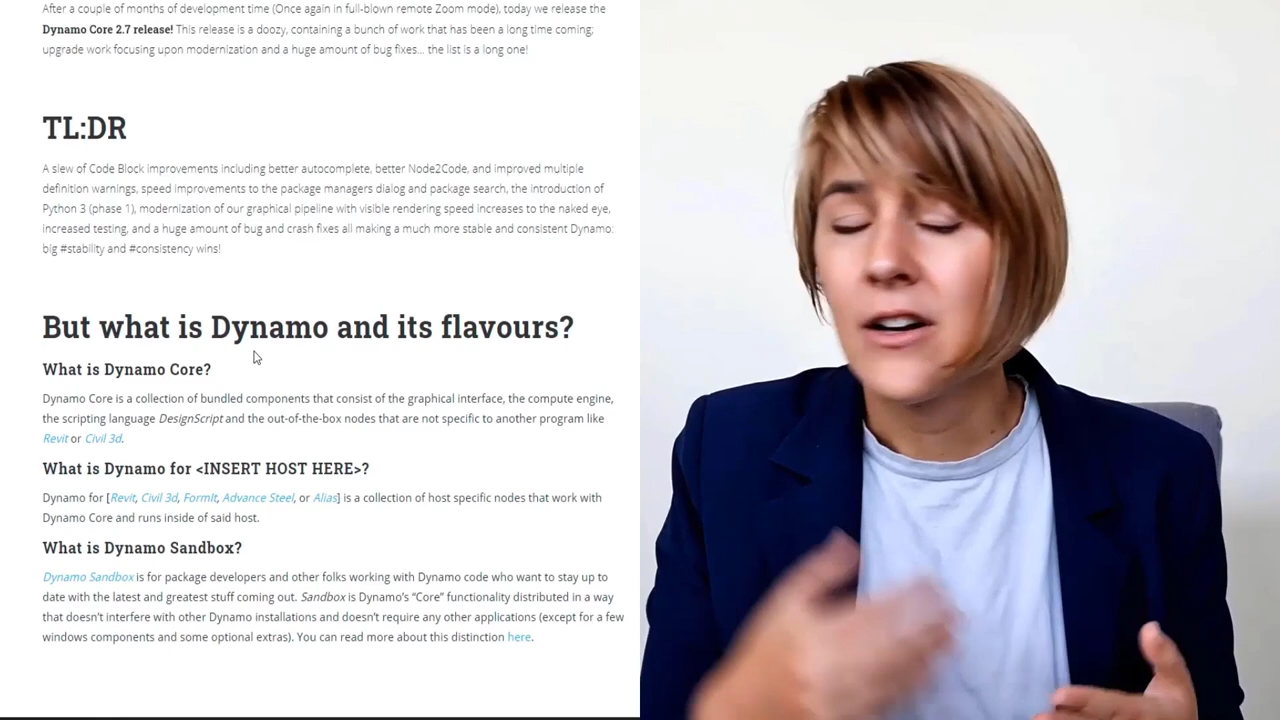 After a couple of months of development time (Once again in full-blown remote Zoom mode), today we release the
Dynamo Core 2.7 release! This release is a doozy, containing a bunch of work that has been a long time coming;
upgrade work focusing upon modernization and a huge amount of bug fixes... the list is a long one!
TL:DR
A slew of Code Block improvements including better autocomplete, better Node2Code, and improved multiple
definition warnings, speed improvements to the package managers dialog and package search, the introduction of
Python 3 (phase 1), modernization of our graphical pipeline with visible rendering speed increases to the naked eye,
increased testing, and a huge amount of bug and crash fixes all making a much more stable and consistent Dynamo:
big #stability and #consistency wins!
But what is Dynamo and its flavours?
What is Dynamo Core?
Dynamo Core is a collection of bundled components that consist of the graphical interface, the compute engine,
the scripting language DesignScript and the out-of-the-box nodes that are not specific to another program like
Revit or Civil 3d.
What is Dynamo for <INSERT HOST HERE>?
Dynamo for [Revit, Civil 3d, FormIt, Advance Steel, or Alias] is a collection of host specific nodes that work with
Dynamo Core and runs inside of said host.
What is Dynamo Sandbox?
Dynamo Sandbox is for package developers and other folks working with Dynamo code who want to stay up to
date with the latest and greatest stuff coming out. Sandbox is Dynamo's “Core” functionality distributed in a way
that doesn't interfere with other Dynamo installations and doesn't require any other applications (except for a few
windows components and some optional extras). You can read more about this distinction here.